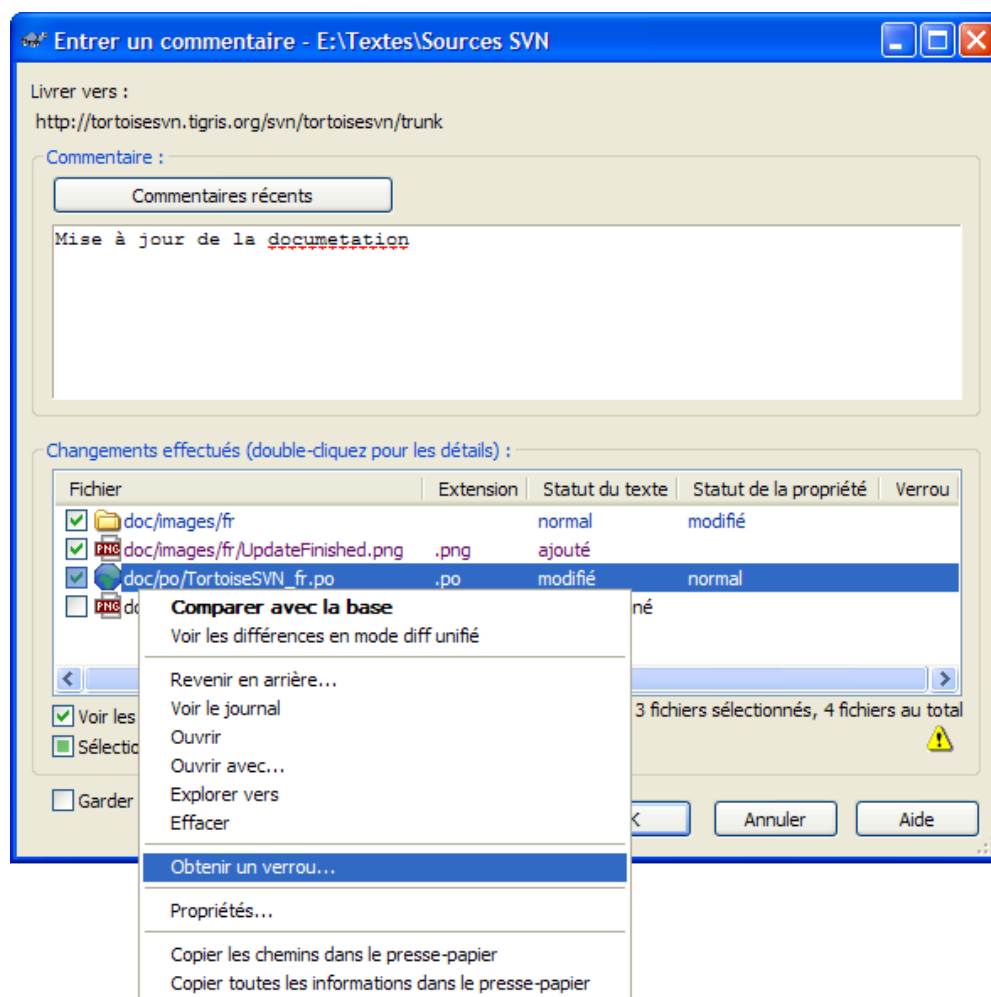 Entrer un commentaire - E:\Textes\Sources SVN
Livrer vers :
http://tortoisesvn.tigris.org/svn/tortoisesvn/trunk
Commentaire :
Commentaires récents
Mise à jour de la documetation
Changements effectués (double-cliquez pour les détails) :
Fichier Extension Statut du texte Statut de la propriété Verrou
doc/images/fr normal modifié
PNG doc/images/fr/UpdateFinished.png .png ajouté
doc/po/TortoiseSVN_fr.po .po modifié normal
PNG do né
Comparer avec la base
Voir les différences en mode diff unifié
Revenir en arrière...
Voir le journal
Ouvrir
Ouvrir avec...
Explorer vers
Effacer
Obtenir un verrou...
Propriétés...
Copier les chemins dans le presse-papier
Copier toutes les informations dans le presse-papier
Voir les 3 fichiers sélectionnés, 4 fichiers au total
Sélectio
Garder K Annuler Aide